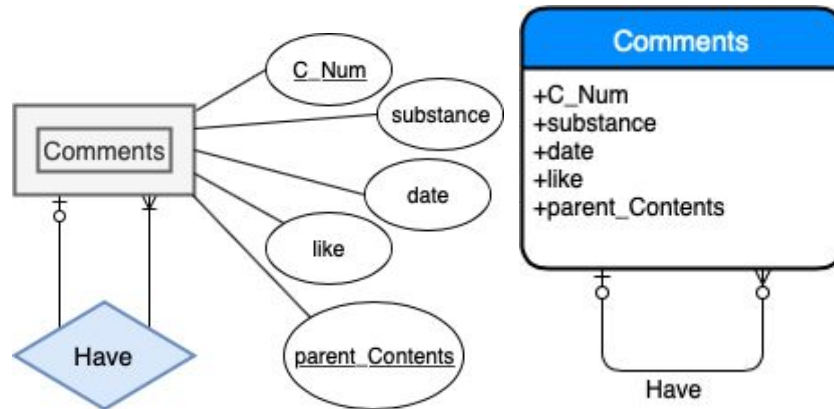 C_Num
substance
Comments
date
like
parent_Contents
Have
Comments
+C_Num
+substance
+date
+like
+parent_Contents
Have